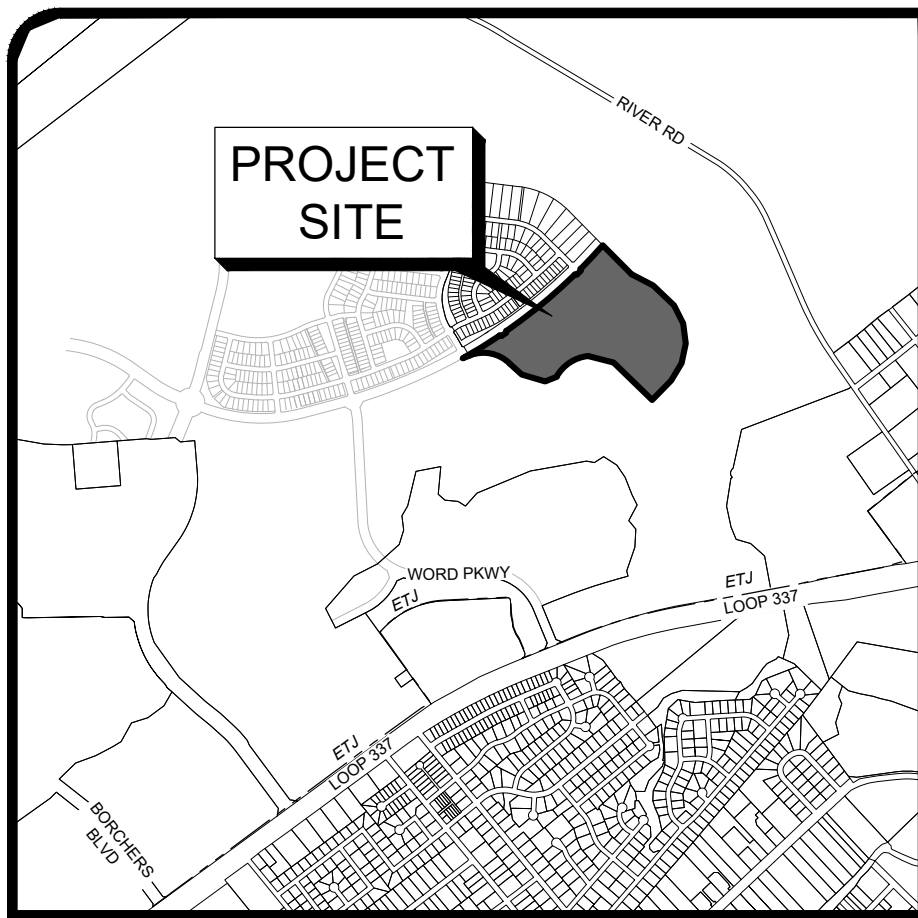 RIVER RD
PROJECT
SITE
WORD PKWY
ETJ
ETJ
LOOP 337
ETJ
LOOP 337
BORCHERS
BLVD